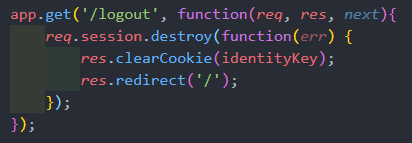 app.get('/logout', function(req, res, next){
    req.session.destroy(function(err) {
        res.clearCookie(identityKey);
        res.redirect('/');
    });
});